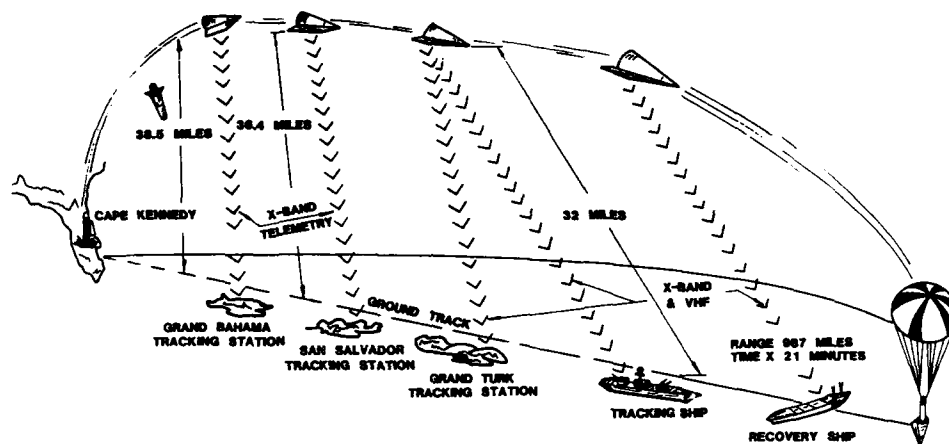 38.5 MILES
36.4 MILES
CAPE KENNEDY
X-BAND
TELEMETRY
32 MILES
GROUND TRACK
X-BAND
& VHF
GRAND BAHAMA
TRACKING STATION
SAN SALVADOR
TRACKING STATION
GRAND TURK
TRACKING STATION
TRACKING SHIP
RANGE 987 MILES
TIME X 21 MINUTES
RECOVERY SHIP